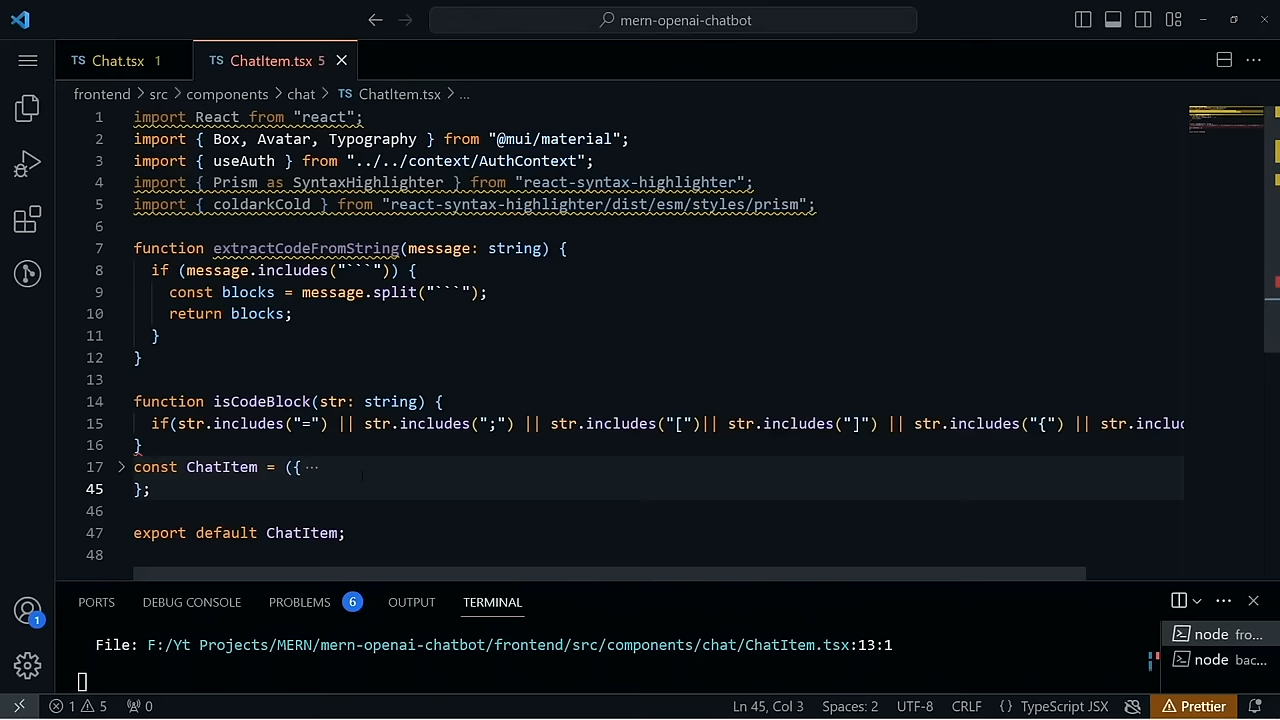 mern-openai-chatbot
TS Chat.tsx 1
TS ChatItem.tsx 5
frontend > src > components > chat > TS ChatItem.tsx > ...
1 import React from "react";
2 import { Box, Avatar, Typography } from "@mui/material";
3 import { useAuth } from "../../context/AuthContext";
4 import { Prism as SyntaxHighlighter } from "react-syntax-highlighter";
5 import { coldarkCold } from "react-syntax-highlighter/dist/esm/styles/prism";
6
7 function extractCodeFromString(message: string) {
8 if (message.includes("```")) {
9 const blocks = message.split("```");
10 return blocks;
11 }
12 }
13
14 function isCodeBlock(str: string) {
15 if(str.includes("=") || str.includes(";") || str.includes("[")|| str.includes("]") || str.includes("{") || str.includ
16 }
17 const ChatItem = ({ ···
45 };
46
47 export default ChatItem;
48
PORTS DEBUG CONSOLE PROBLEMS 6 OUTPUT TERMINAL
File: F:/Yt Projects/MERN/mern-openai-chatbot/frontend/src/components/chat/ChatItem.tsx:13:1
node fro...
node bac...
1
1 5 0 Ln 45, Col 3 Spaces: 2 UTF-8 CRLF {} TypeScript JSX Prettier